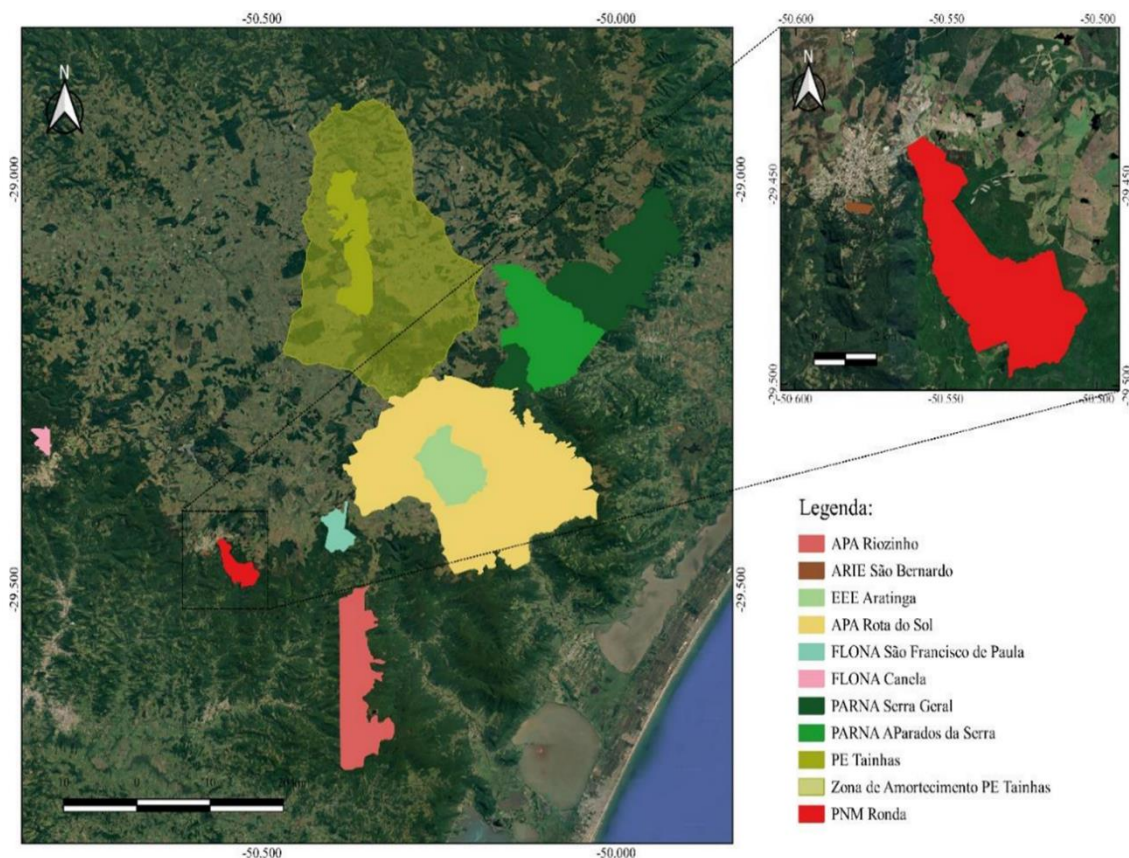 -50.500
-50.000
-29.000
-29.000
N
-29.500
-29.500
-50.500
-50.000
-50.600
-50.550
-50.500
N
-29.450
-29.450
-29.500
-29.500
-50.600
-50.550
-50.500
Legenda:
APA Riozinho
ARIE São Bernardo
EEE Aratinga
APA Rota do Sol
FLONA São Francisco de Paula
FLONA Canela
PARNA Serra Geral
PARNA AParados da Serra
PE Tainhas
Zona de Amortecimento PE Tainhas
PNM Ronda